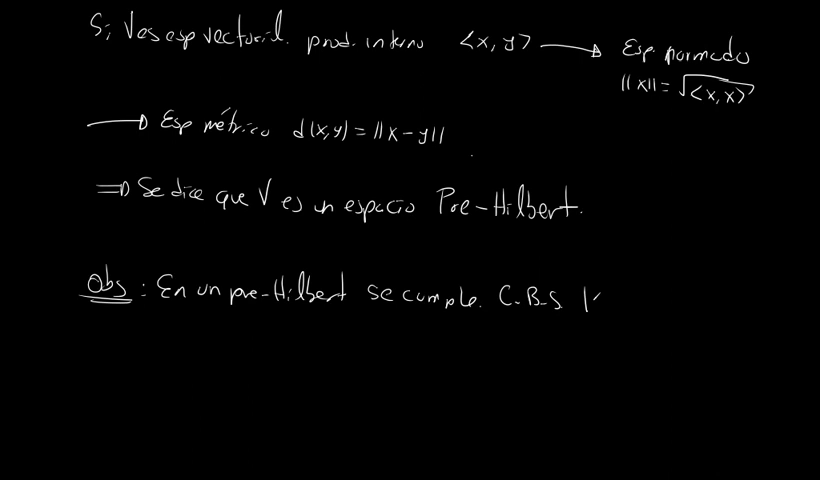 Si V es esp vectorial. prod. interno <x, y> → Esp. normado
||x|| = √<x, x>
→ Esp métrico d(x,y) = ||x - y||
⇒ Se dice que V es un espacio Pre-Hilbert.
Obs: En un pre-Hilbert se cumple. C-B-S |<